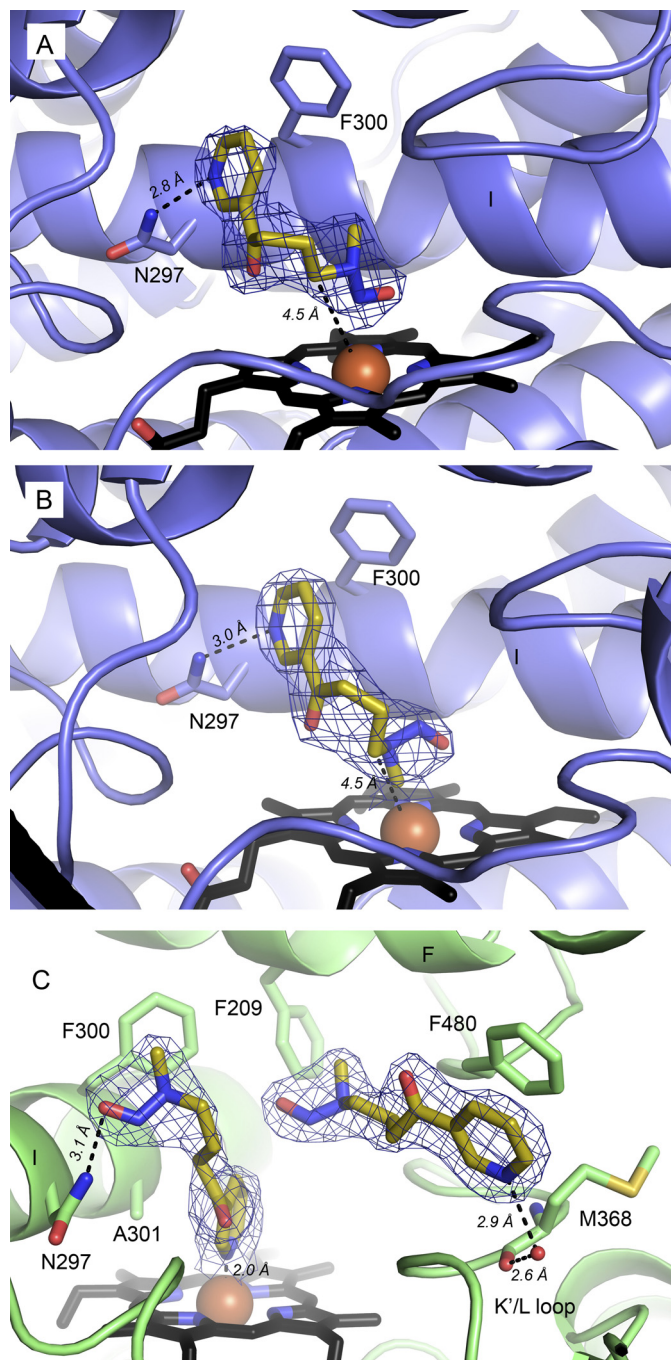 A
F300
2.8 Å
I
N297
4.5 Å
B
F300
3.0 Å
I
N297
4.5 Å
F
C
F209
F300
F480
3.1 Å
I
A301
2.9 Å
M368
N297
2.0 Å
2.6 Å
K'/L loop